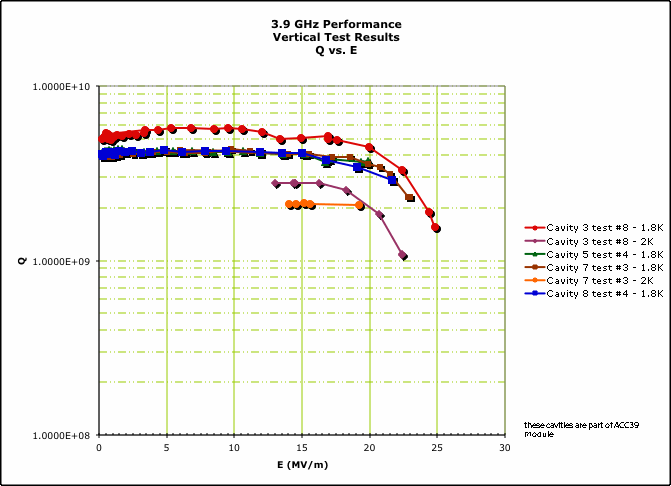 3.9 GHz Performance
Vertical Test Results
Q vs. E
1.0000E+10
1.0000E+09
1.0000E+08
Q
0 5 10 15 20 25 30
E (MV/m)
Cavity 3 test #8 - 1.8K
Cavity 3 test #8 - 2K
Cavity 5 test #4 - 1.8K
Cavity 7 test #3 - 1.8K
Cavity 7 test #3 - 2K
Cavity 8 test #4 - 1.8K
these cavities are part of ACC39
module